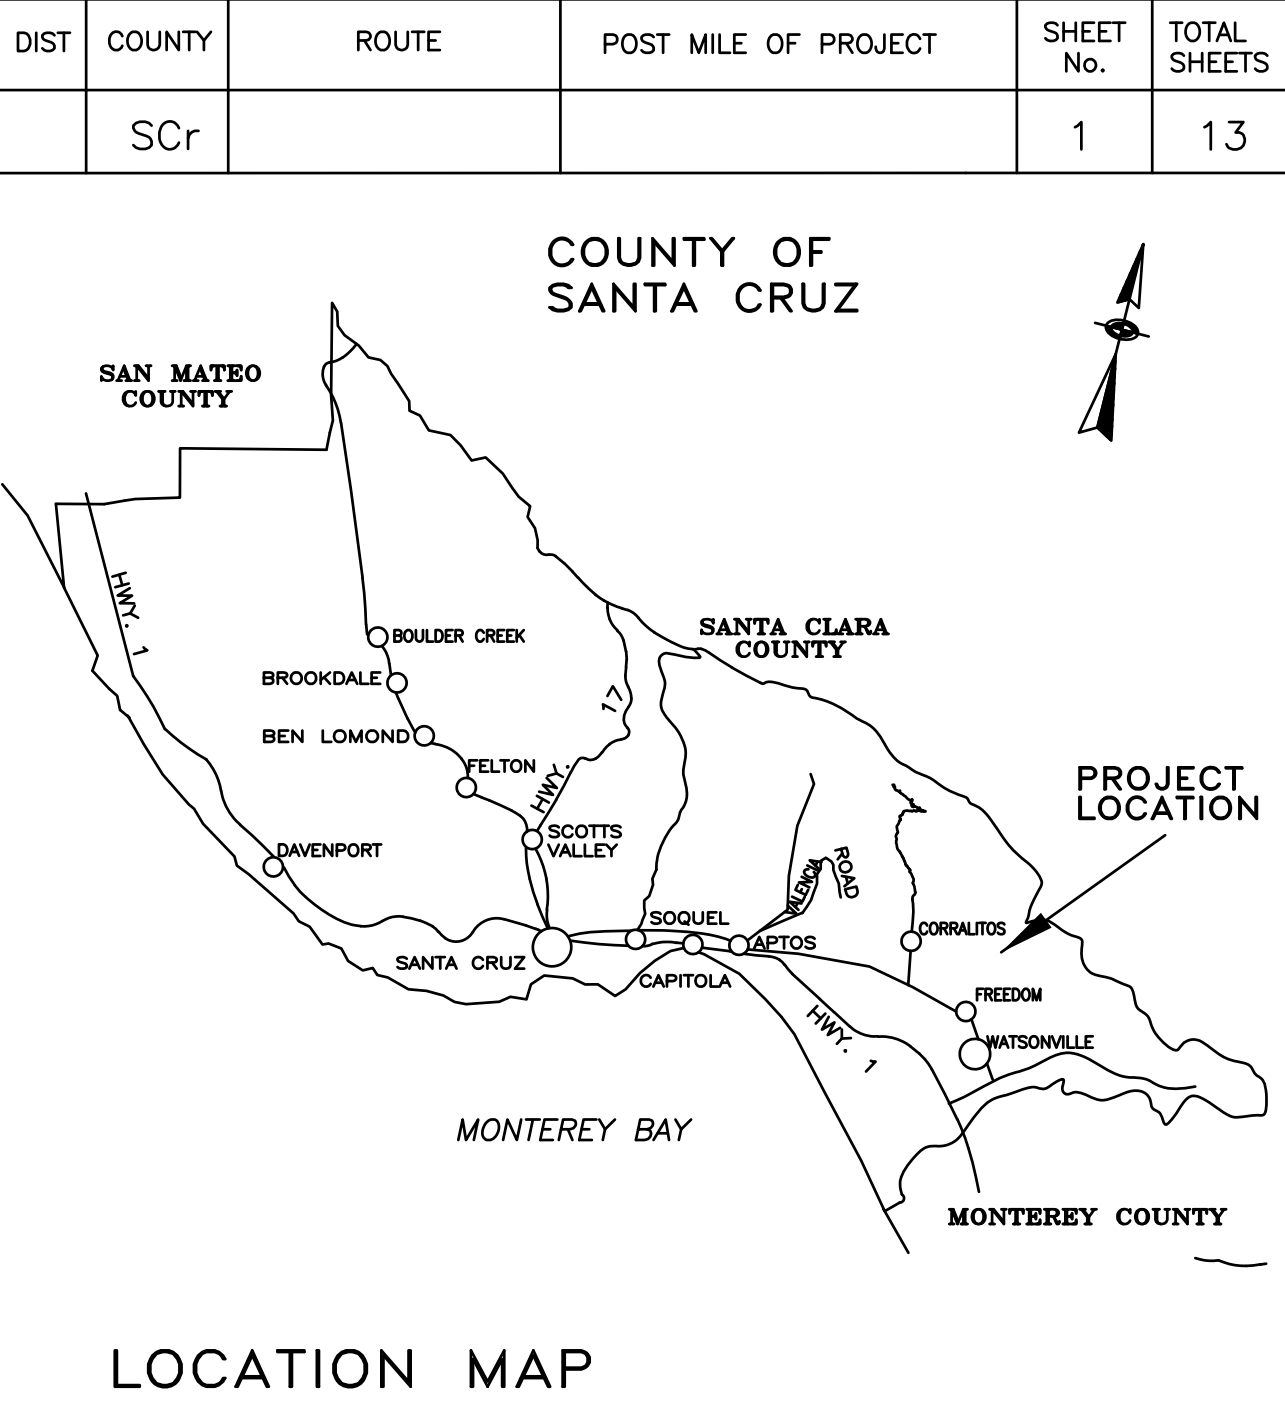 DIST COUNTY ROUTE POST MILE OF PROJECT SHEET No. TOTAL SHEETS
SCr 1 13
COUNTY OF
SANTA CRUZ
SAN MATEO
COUNTY
HWY. 1
BOULDER CREEK
SANTA CLARA
COUNTY
BROOKDALE
HWY. 17
BEN LOMOND
FELTON
PROJECT
LOCATION
SCOTTS
VALLEY
DAVENPORT
VALENCIA
ROAD
SOQUEL
CORRALITOS
APTOS
SANTA CRUZ
CAPITOLA
FREEDOM
HWY. 1
WATSONVILLE
MONTEREY BAY
MONTEREY COUNTY
LOCATION MAP